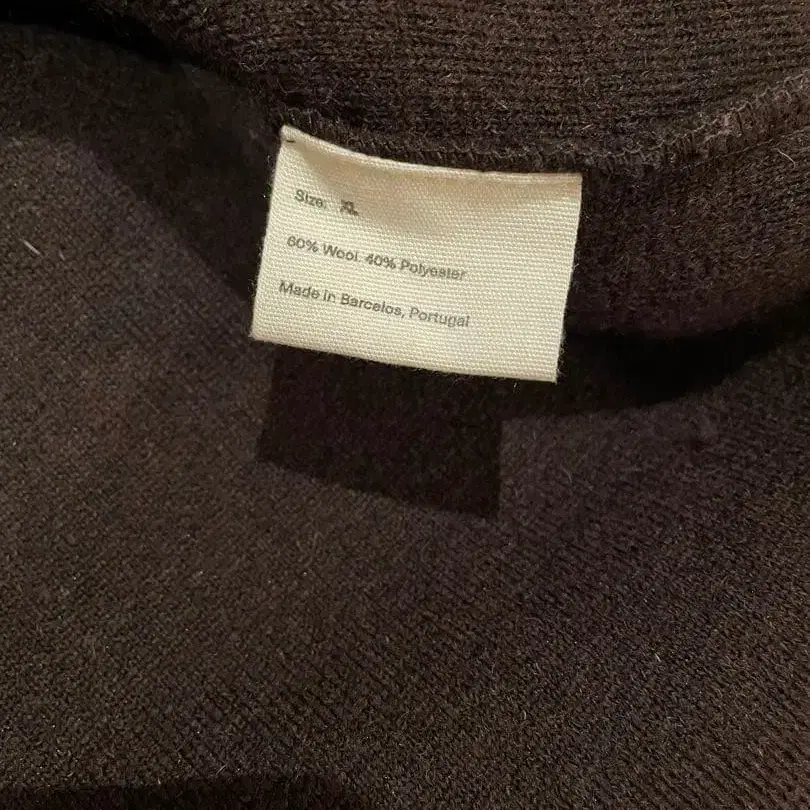 Size: XL
60% Wool 40% Polyester
Made in Barcelos, Portugal